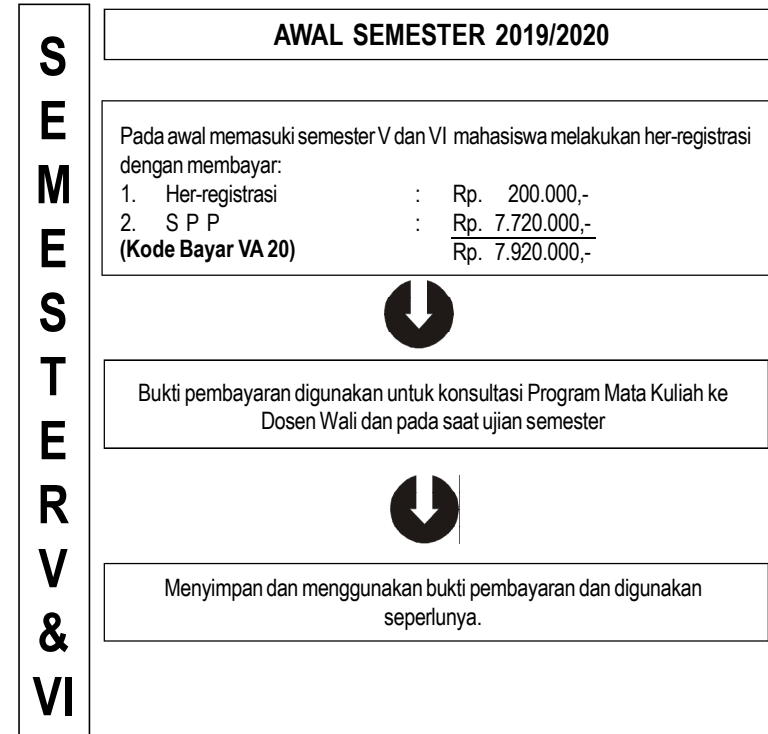 SEMESTER V & VI
AWAL SEMESTER 2019/2020
Pada awal memasuki semester V dan VI mahasiswa melakukan her-registrasi
dengan membayar:
1. Her-registrasi : Rp. 200.000,-
2. S P P : Rp. 7.720.000,-
(Kode Bayar VA 20) Rp. 7.920.000,-
Bukti pembayaran digunakan untuk konsultasi Program Mata Kuliah ke
Dosen Wali dan pada saat ujian semester
Menyimpan dan menggunakan bukti pembayaran dan digunakan
seperlunya.